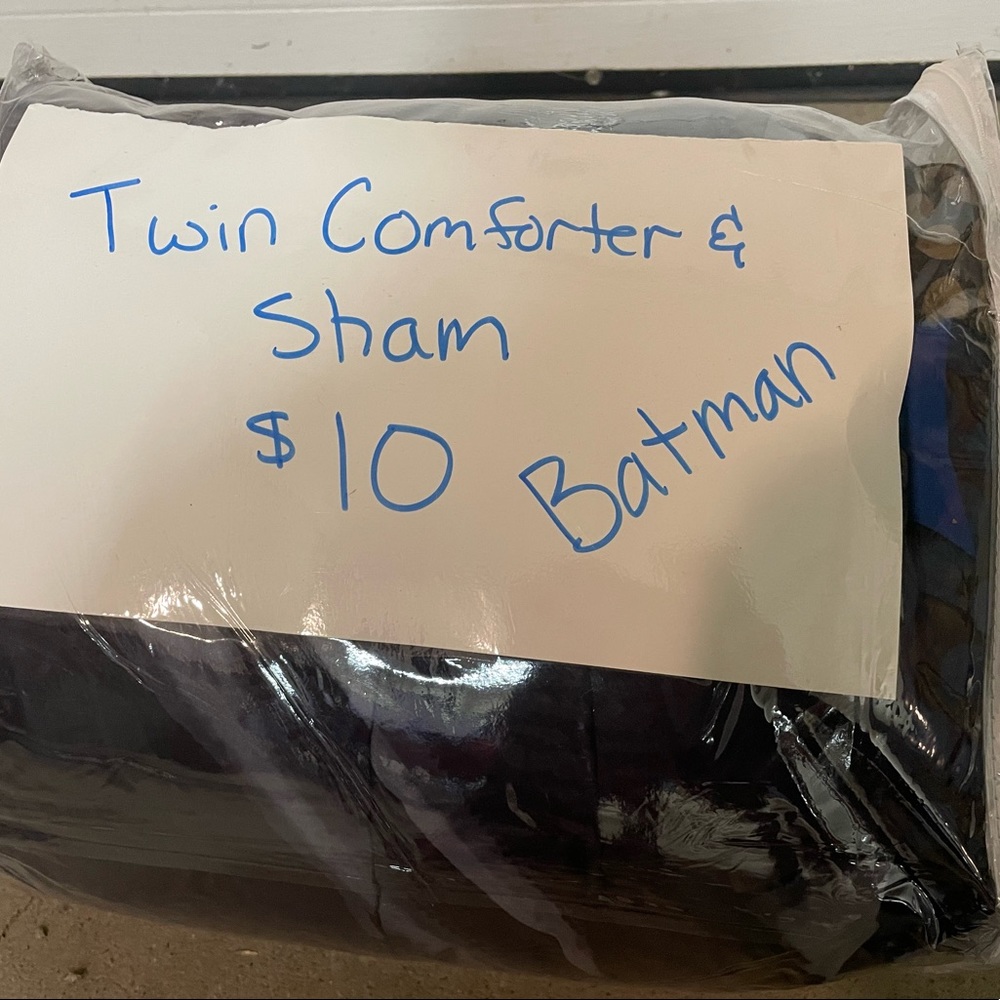 Twin Comforter &
Sham
$10
Batman